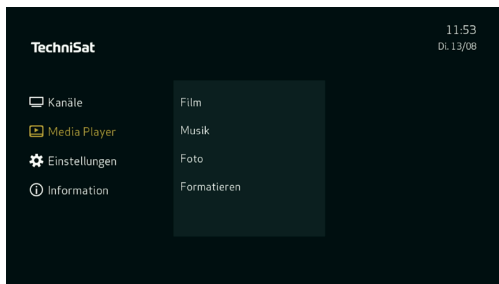 11:53
Di. 13/08
TechniSat
Kanäle
Media Player
Einstellungen
Information
Film
Musik
Foto
Formatieren